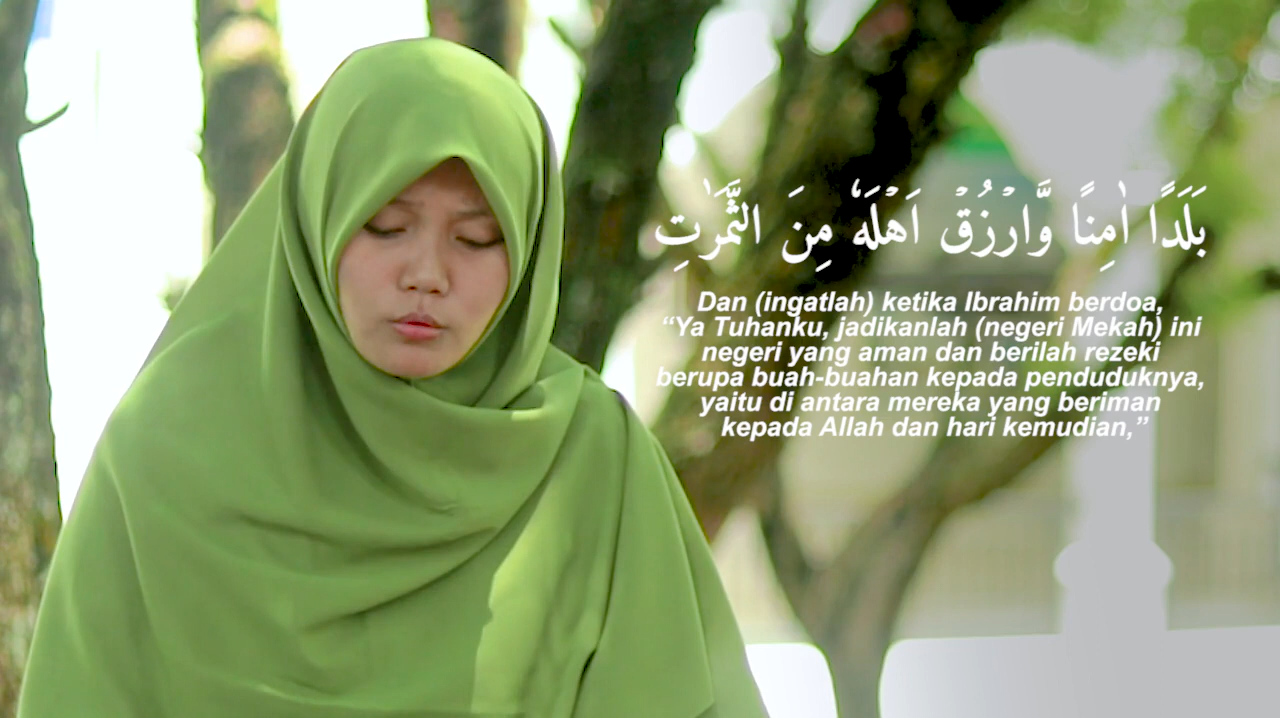 بَلَدًا اٰمِنًا وَّارْزُقْ اَهْلَهٗ مِنَ الثَّمَرٰتِ
Dan (ingatlah) ketika Ibrahim berdoa,
“Ya Tuhanku, jadikanlah (negeri Mekah) ini
negeri yang aman dan berilah rezeki
berupa buah-buahan kepada penduduknya,
yaitu di antara mereka yang beriman
kepada Allah dan hari kemudian,”